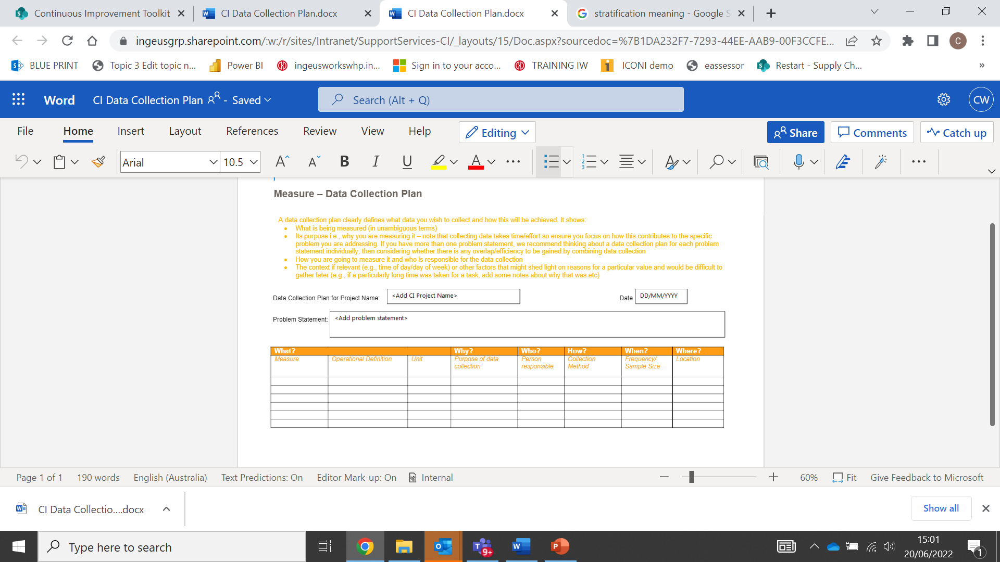 Continuous Improvement Toolkit
CI Data Collection Plan.docx
CI Data Collection Plan.docx
stratification meaning - Google S
ingeusgrp.sharepoint.com/:w:/r/sites/Intranet/SupportServices-CI/_layouts/15/Doc.aspx?sourcedoc=%7B1DA232F7-7293-44EE-AAB9-00F3CCFE...
C
BLUE PRINT
Topic 3 Edit topic n...
Power BI
ingeusworkswhp.in...
Sign in to your acco...
TRAINING IW
ICONI demo
eassessor
Restart - Supply Ch...
»
Word
CI Data Collection Plan - Saved
Search (Alt + Q)
CW
File
Home
Insert
Layout
References
Review
View
Help
Editing
Share
Comments
Catch up
Arial
10.5
Measure – Data Collection Plan
A data collection plan clearly defines what data you wish to collect and how this will be achieved. It shows:
• What is being measured (in unambiguous terms)
• Its purpose i.e., why you are measuring it – note that collecting data takes time/effort so ensure you focus on how this contributes to the specific
problem you are addressing. If you have more than one problem statement, we recommend thinking about a data collection plan for each problem
statement individually, then considering whether there is any overlap/efficiency to be gained by combining data collection
• How you are going to measure it and who is responsible for the data collection
• The context if relevant (e.g., time of day/day of week) or other factors that might shed light on reasons for a particular value and would be difficult to
gather later (e.g., if a particularly long time was taken for a task, add some notes about why that was etc)
Data Collection Plan for Project Name: <Add CI Project Name> Date DD/MM/YYYY
Problem Statement: <Add problem statement>
What? Why? Who? How? When? Where?
Measure Operational Definition Unit Purpose of data Person Collection Frequency/ Location
collection responsible Method Sample Size
Page 1 of 1
190 words
English (Australia)
Text Predictions: On
Editor Mark-up: On
Internal
60%
Fit
Give Feedback to Microsoft
CI Data Collectio....docx
Show all
Type here to search
9+
15:01
20/06/2022
1